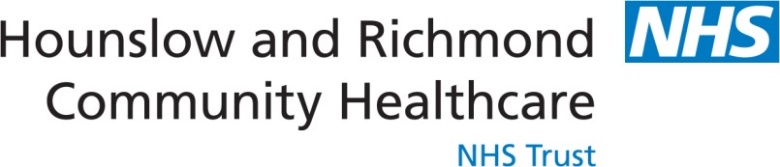 Hounslow and Richmond NHS
Community Healthcare
NHS Trust